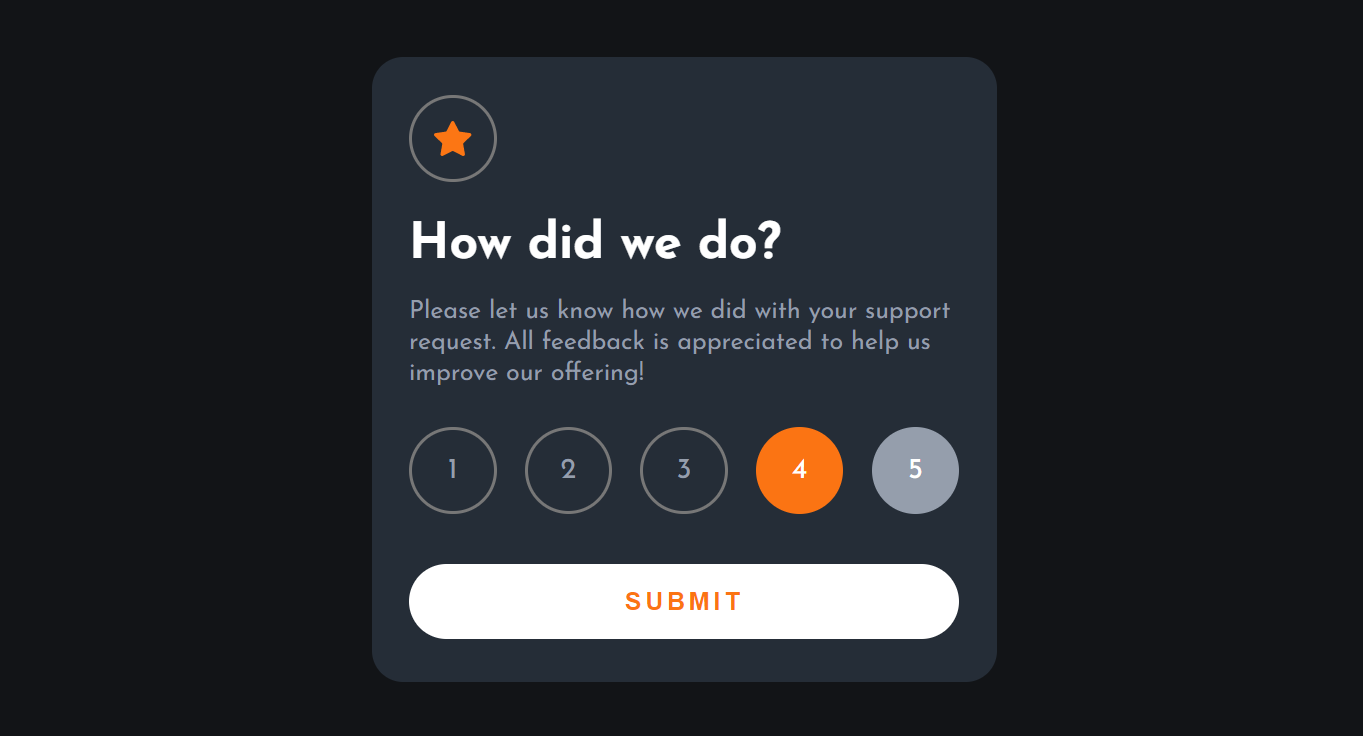 How did we do?
Please let us know how we did with your support
request. All feedback is appreciated to help us
improve our offering!
1 2 3 4 5
SUBMIT